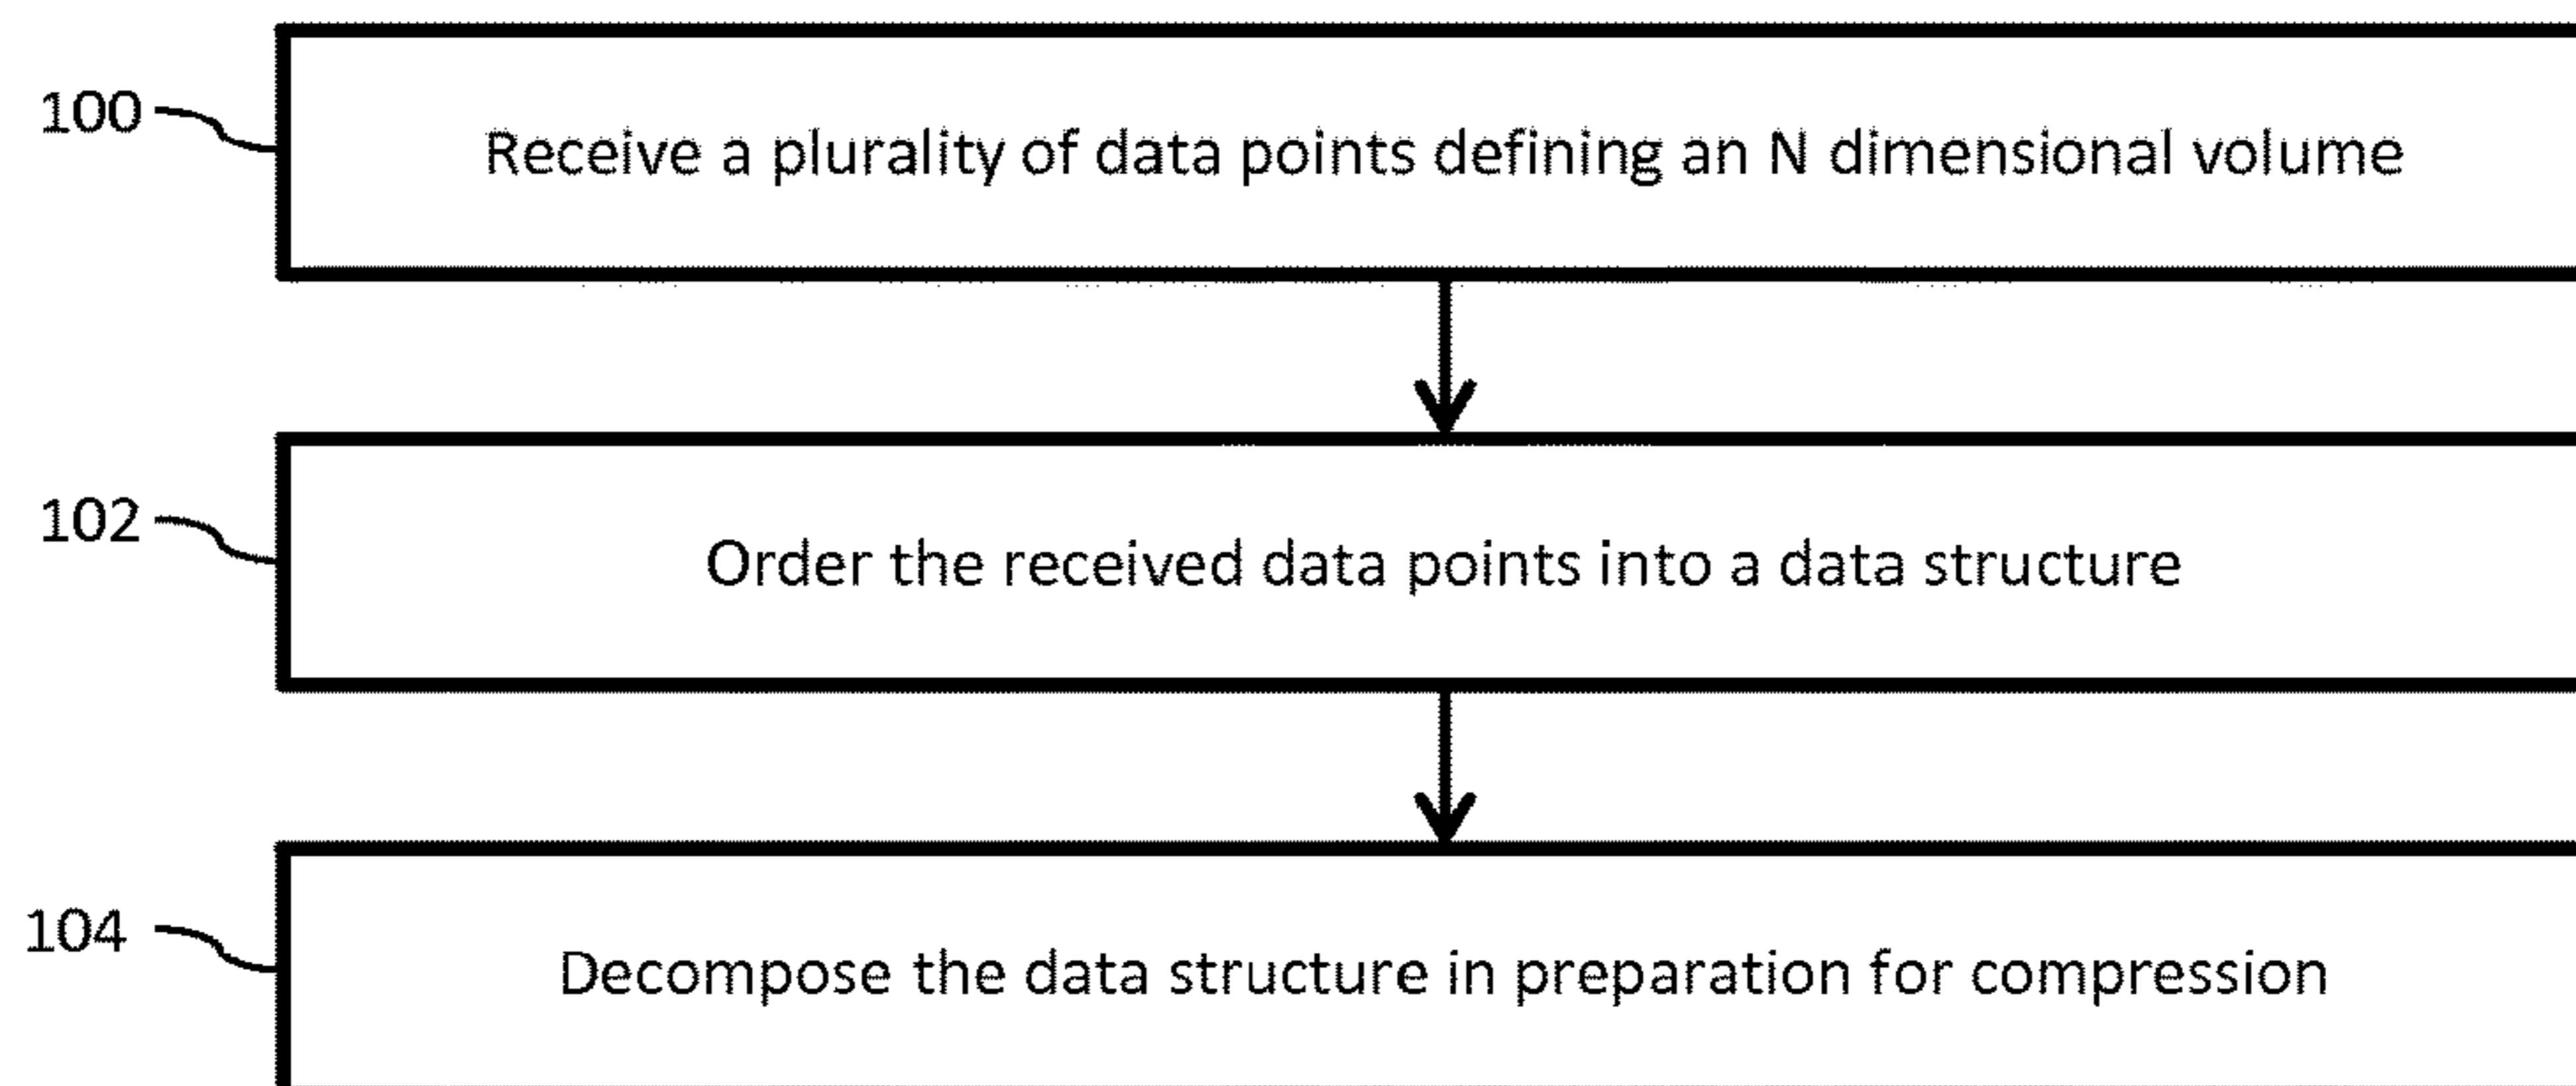 100
Receive a plurality of data points defining an N dimensional volume
102
Order the received data points into a data structure
104
Decompose the data structure in preparation for compression